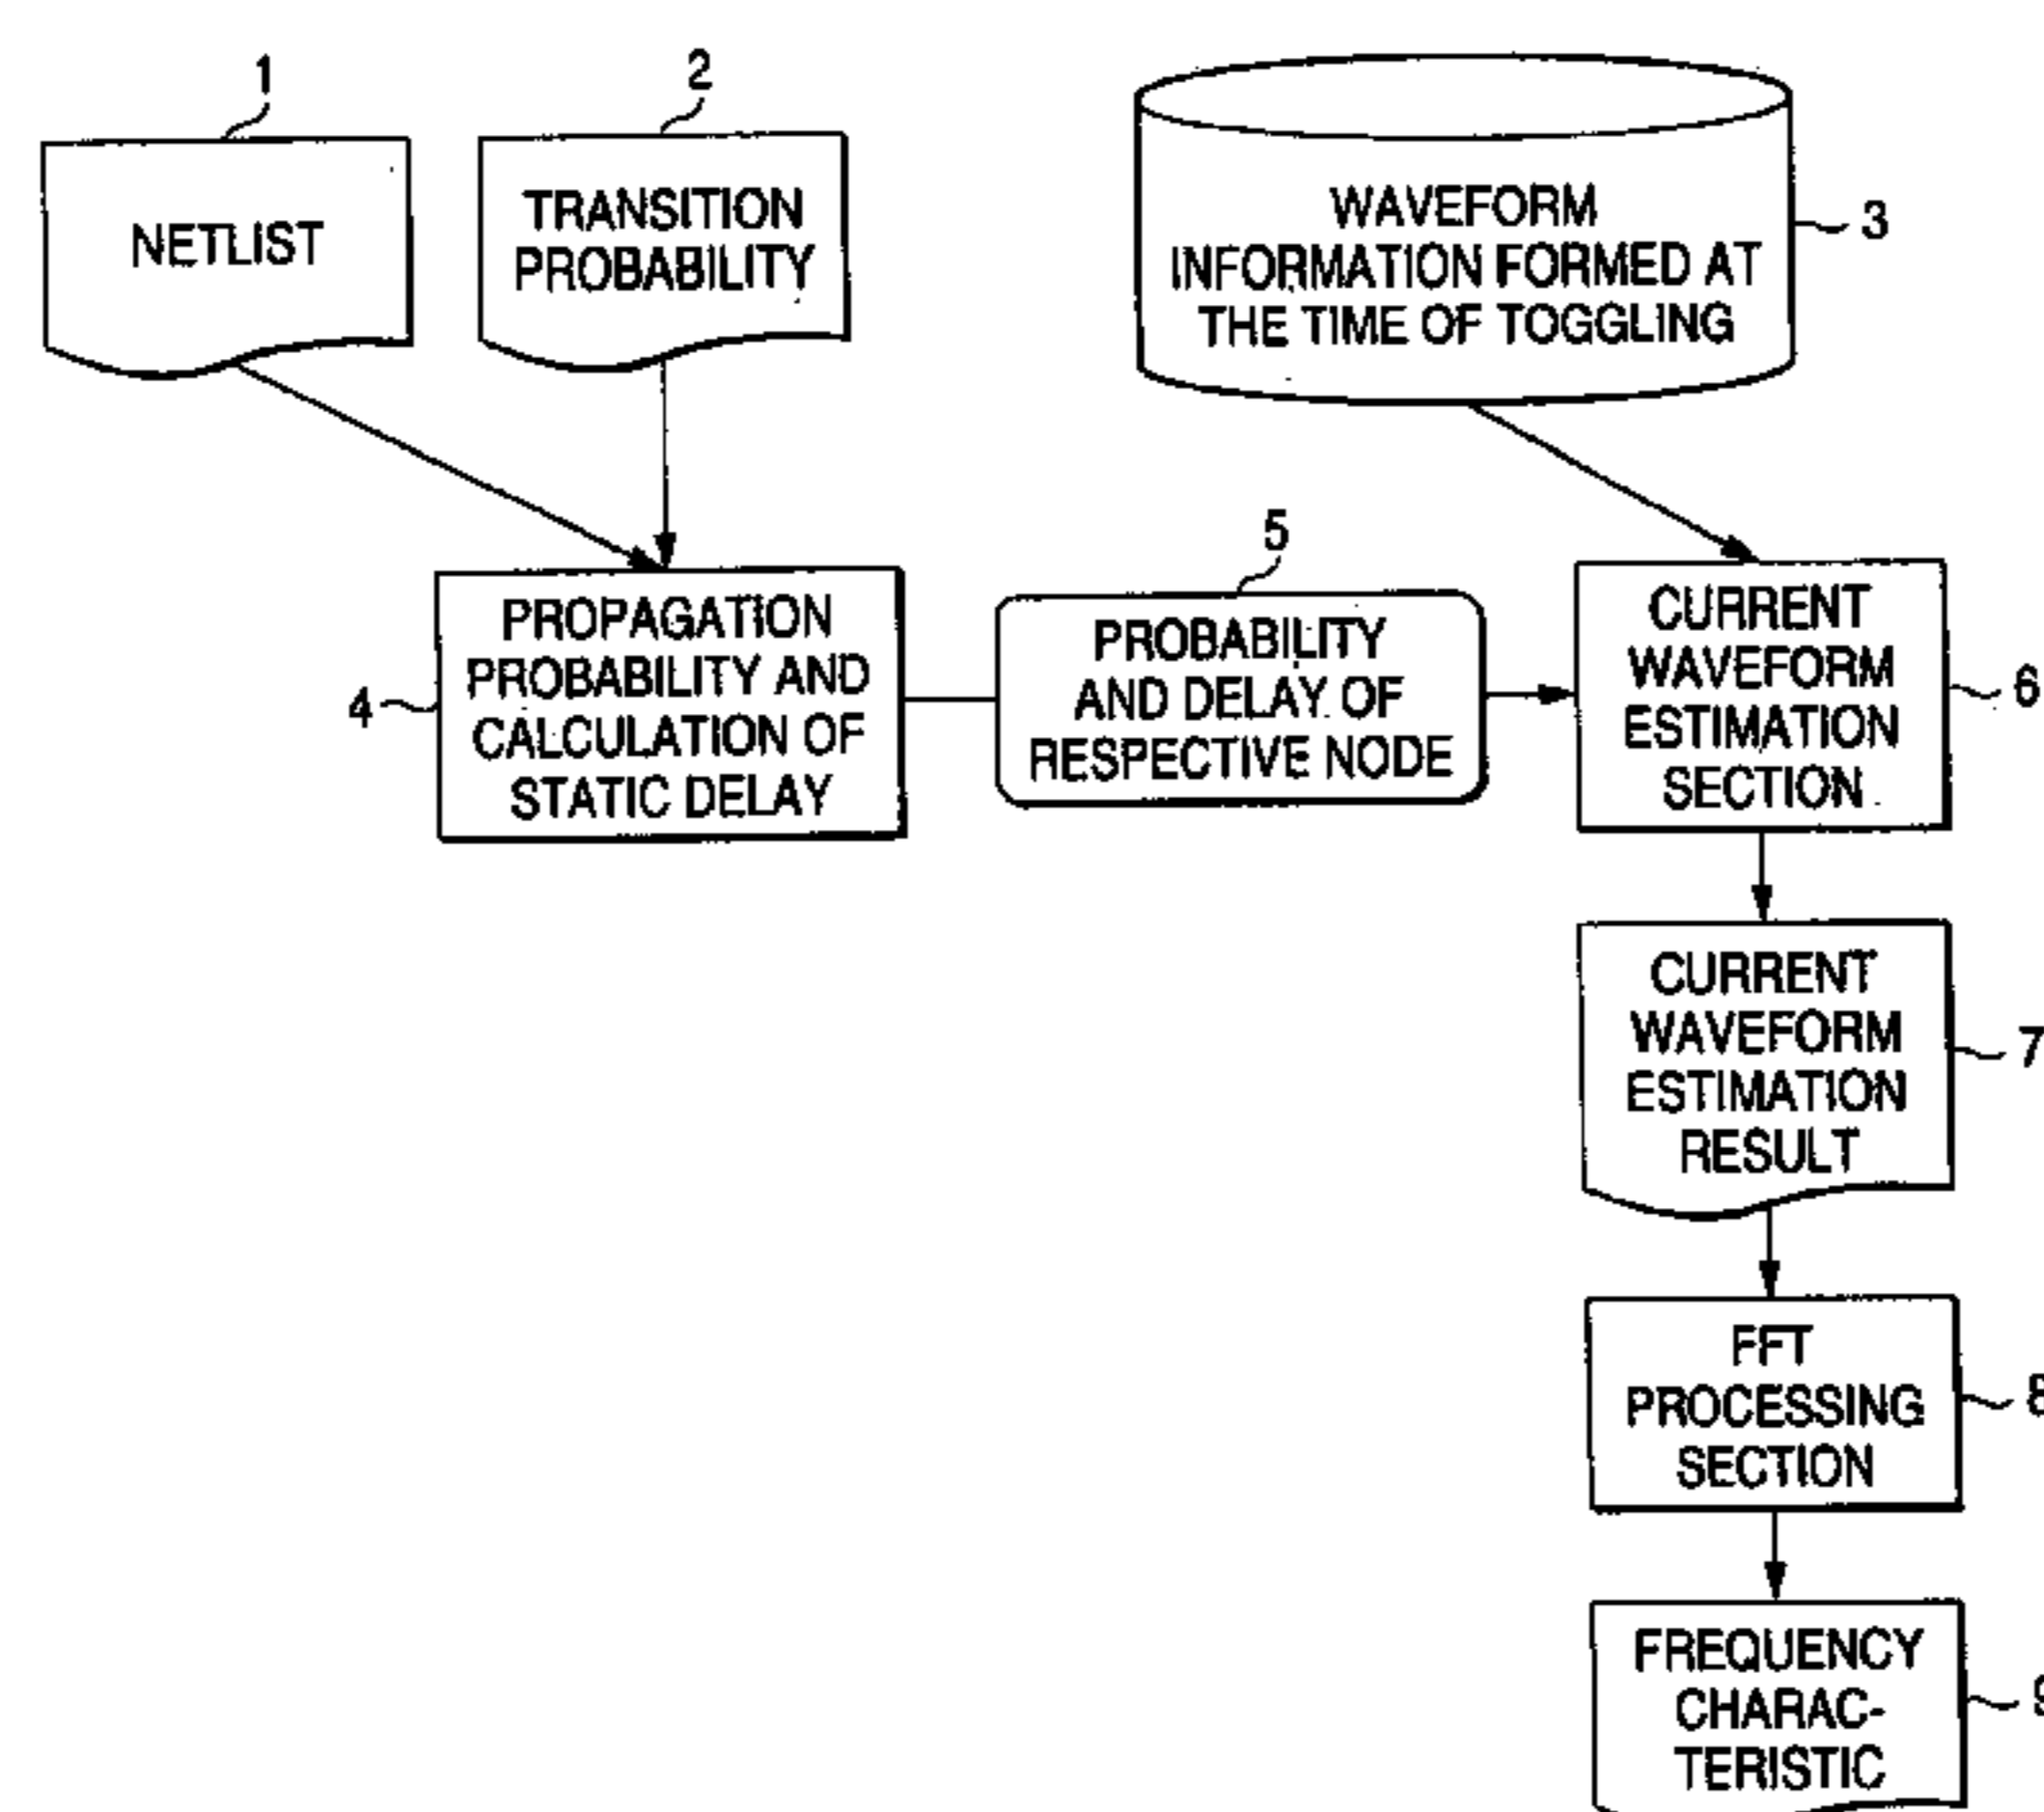 1
NETLIST
2
TRANSITION
PROBABILITY
WAVEFORM
INFORMATION FORMED AT
THE TIME OF TOGGLING
3
4
PROPAGATION
PROBABILITY AND
CALCULATION OF
STATIC DELAY
5
PROBABILITY
AND DELAY OF
RESPECTIVE NODE
CURRENT
WAVEFORM
ESTIMATION
SECTION
6
CURRENT
WAVEFORM
ESTIMATION
RESULT
7
FFT
PROCESSING
SECTION
8
FREQUENCY
CHARAC-
TERISTIC
9